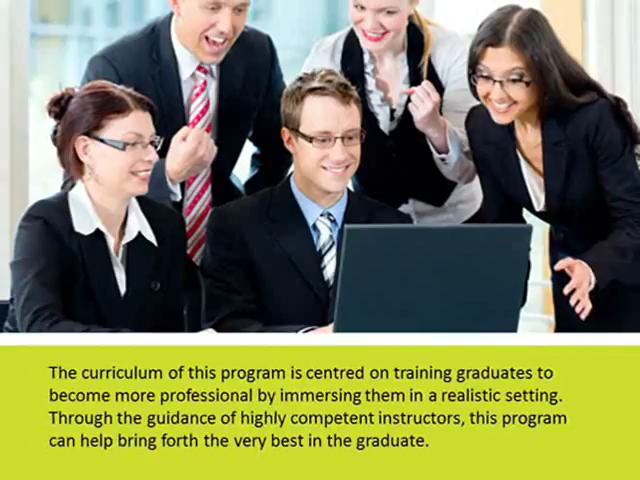 The curriculum of this program is centred on training graduates to
become more professional by immersing them in a realistic setting.
Through the guidance of highly competent instructors, this program
can help bring forth the very best in the graduate.